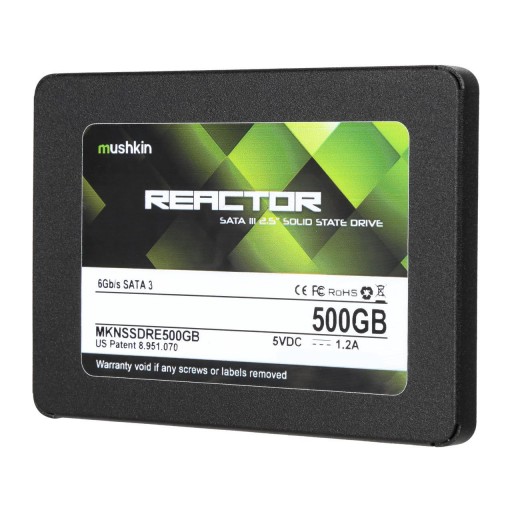 mushkin
REACTOR
SATA III 2.5" SOLID STATE DRIVE
6Gb/s SATA 3
CE FC RoHS
500GB
MKNSSDRE500GB
5VDC 1.2A
US Patent 8.951.070
Warranty void if any screws or labels removed